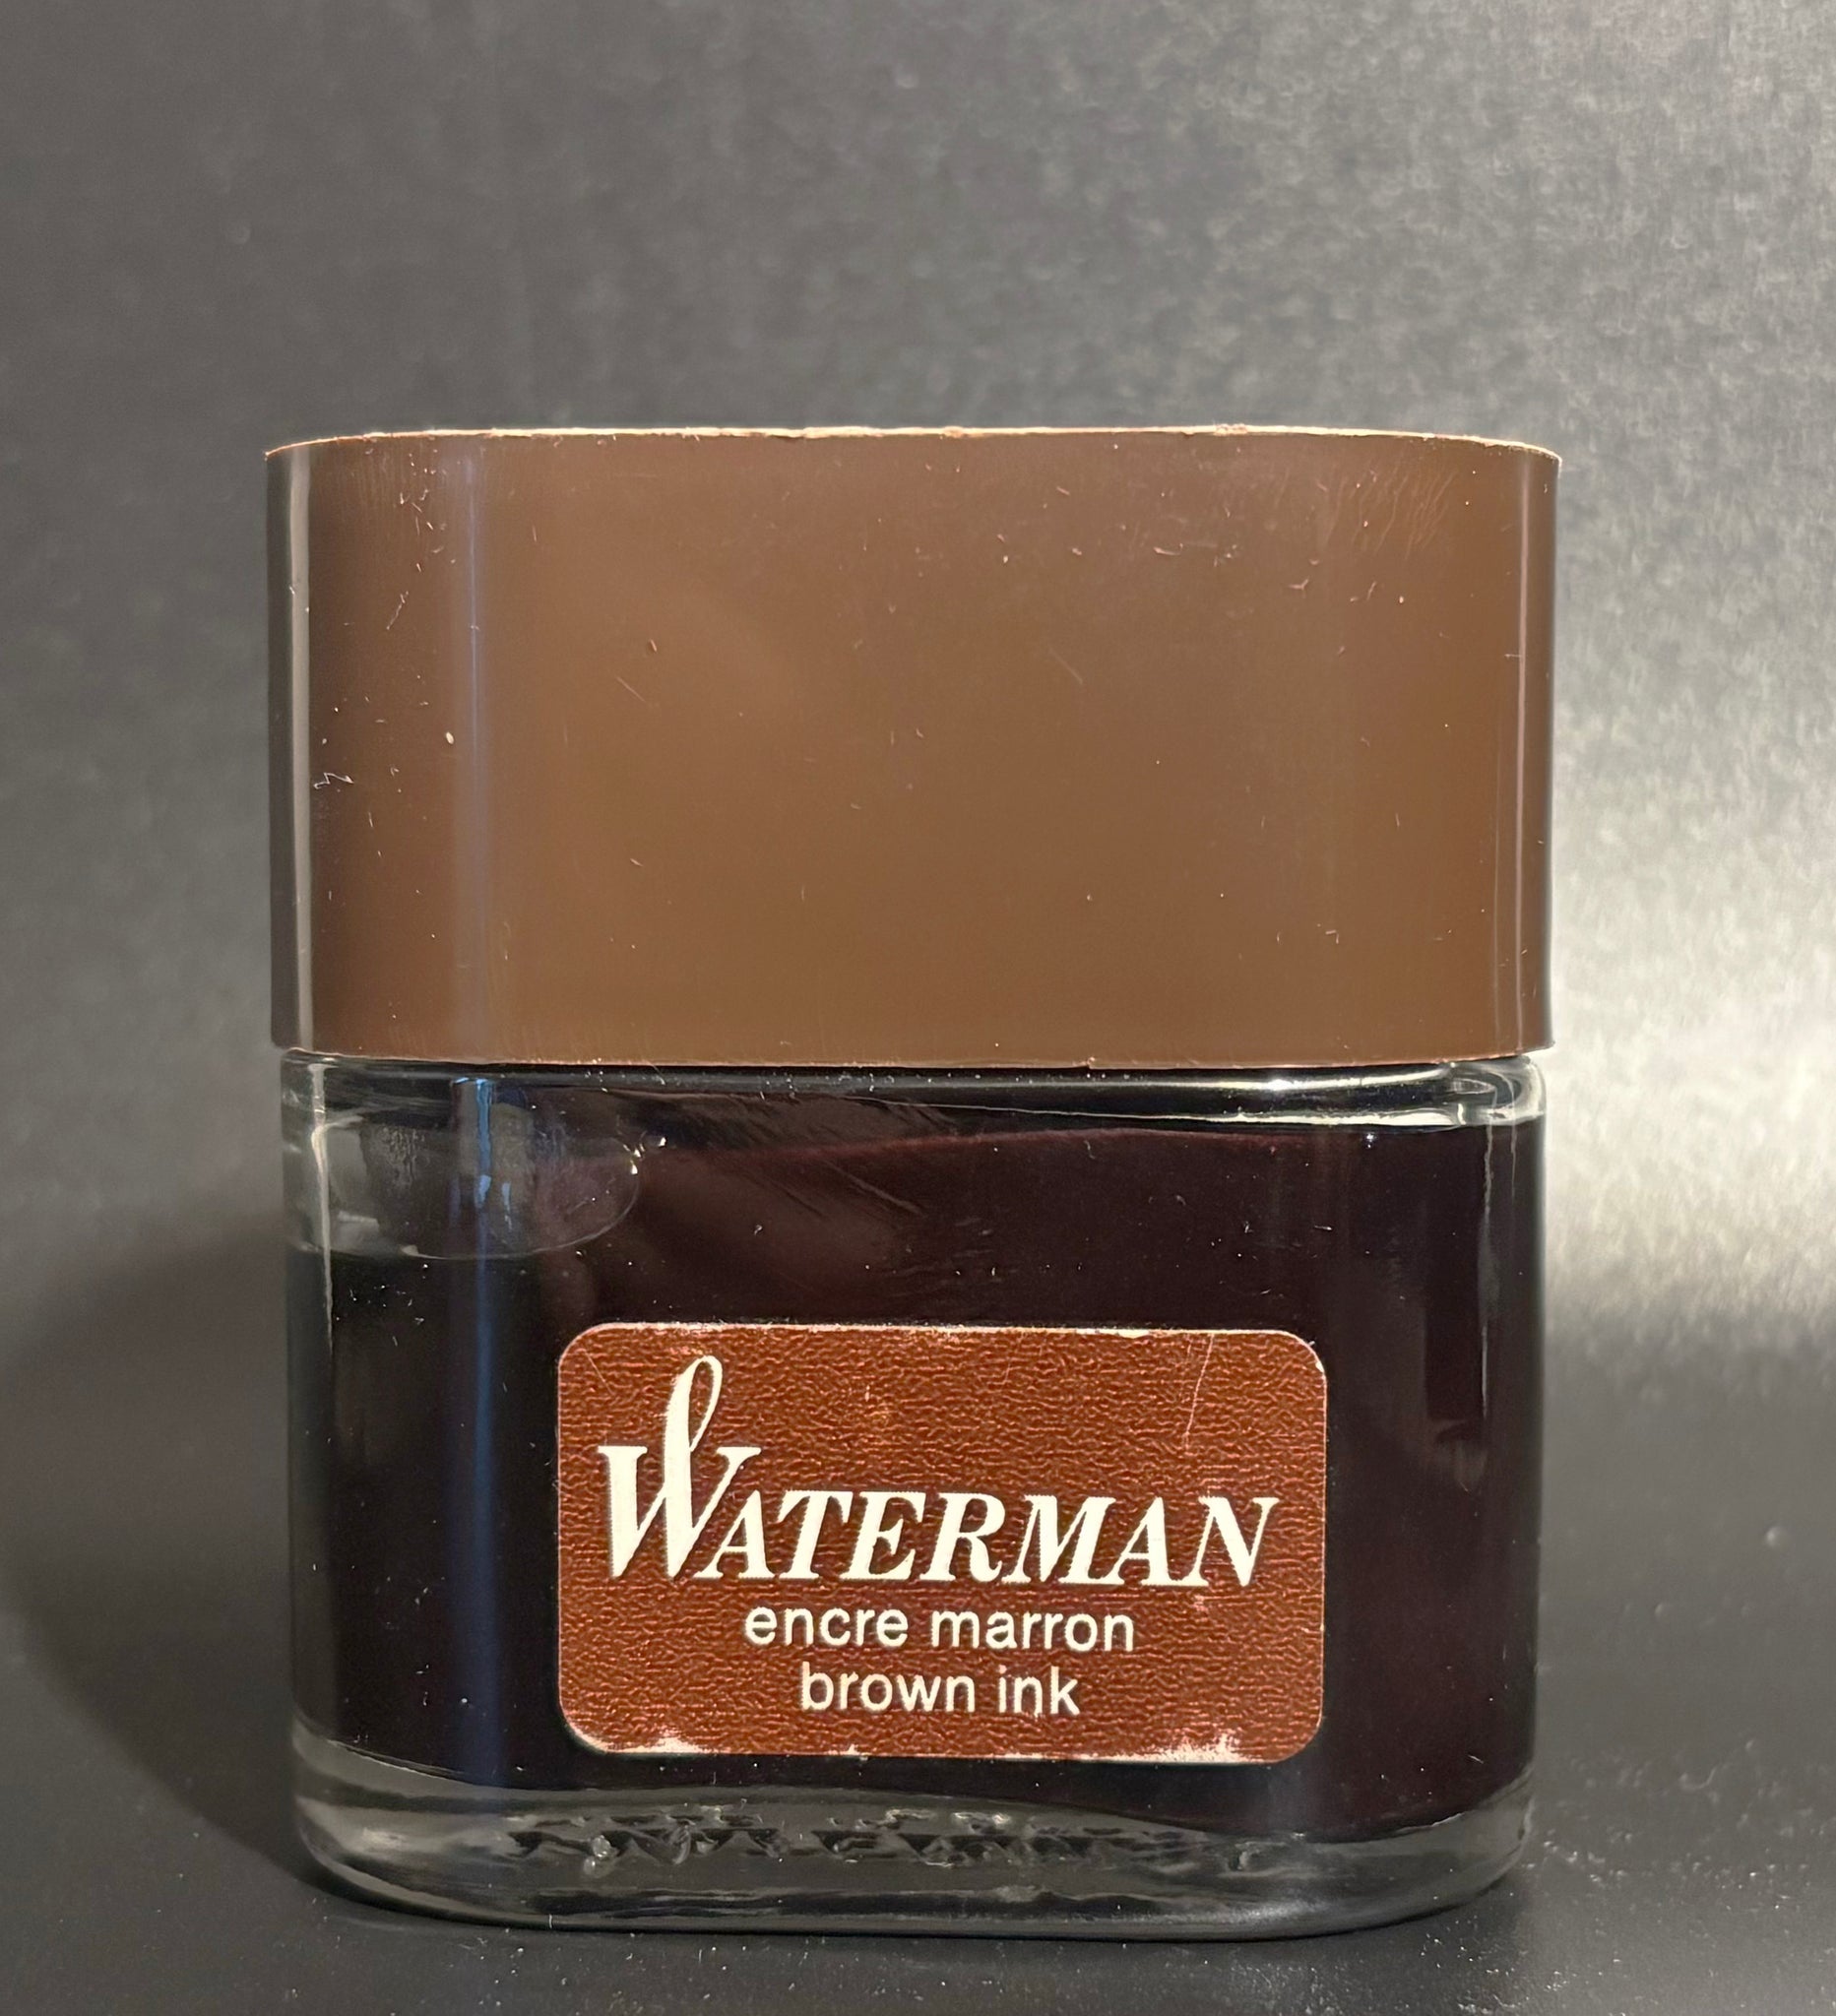 WATERMAN
encre marron
brown ink